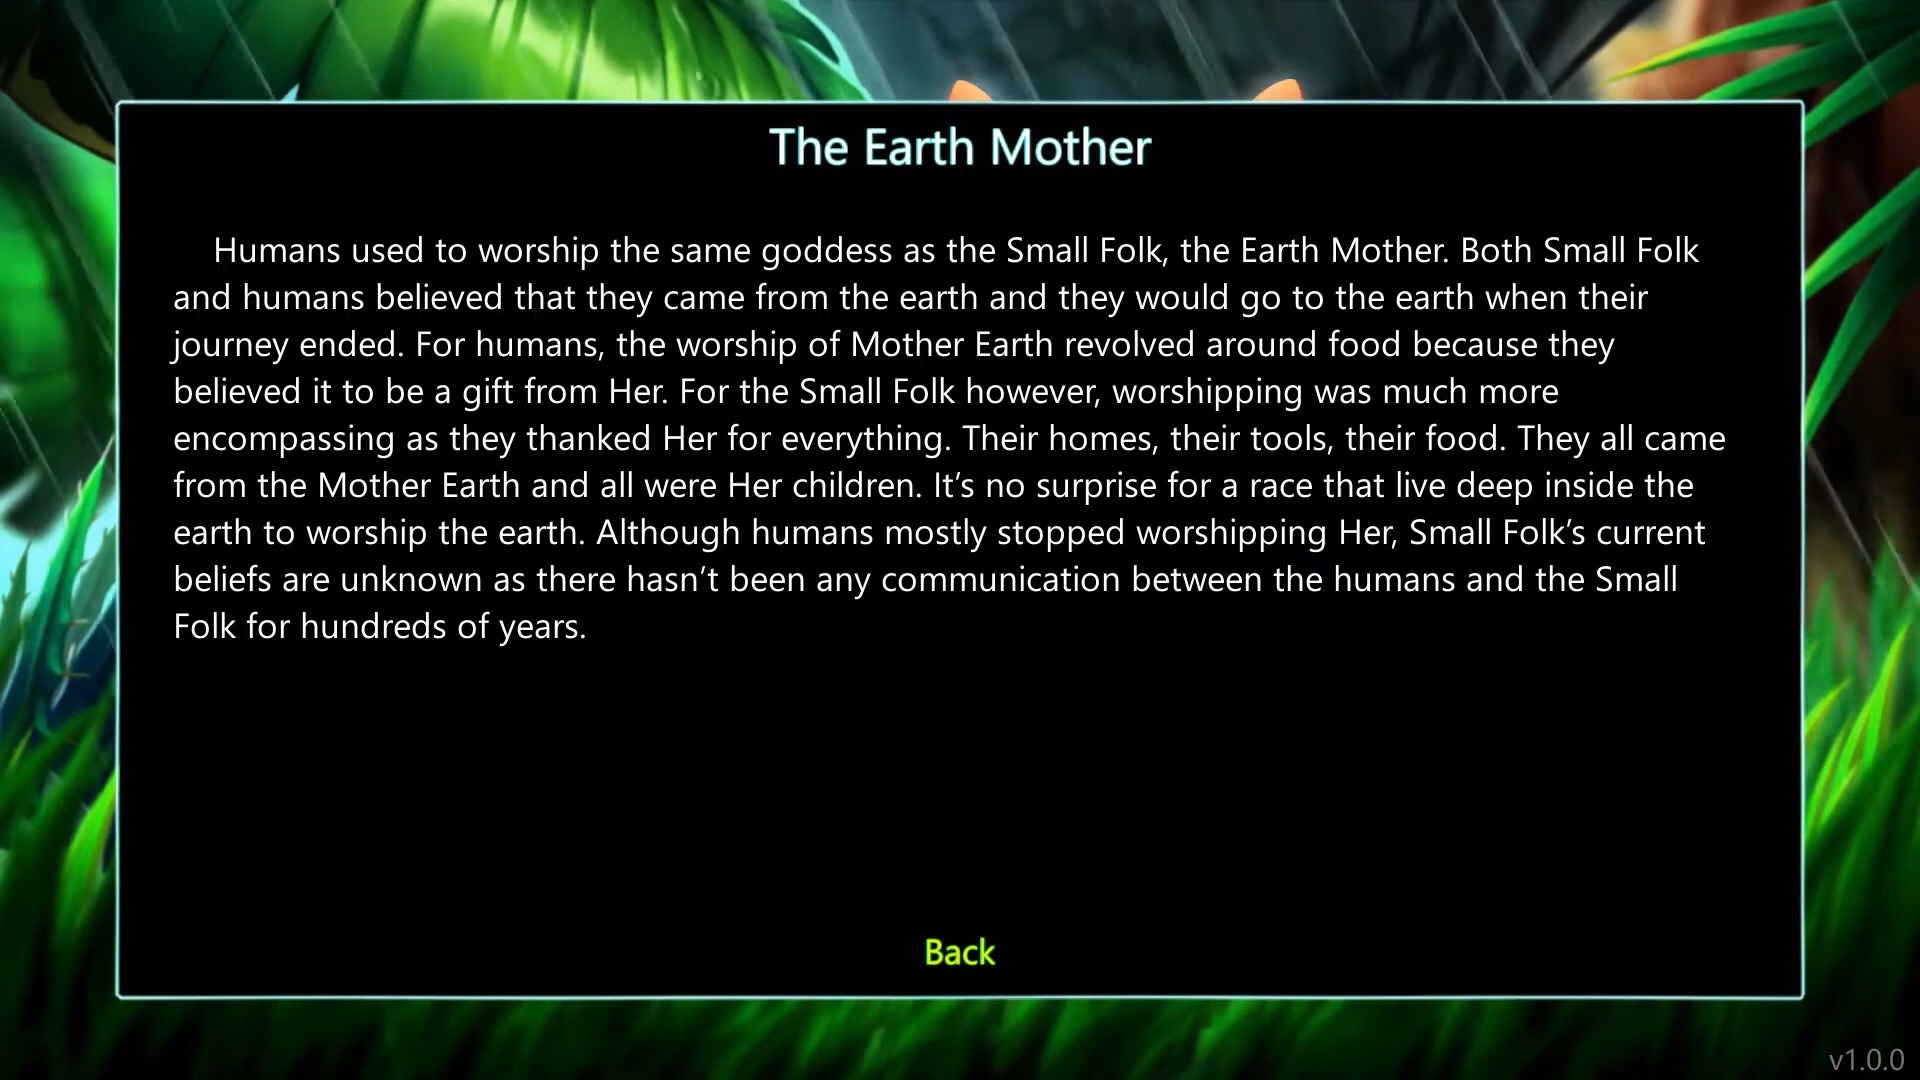 The Earth Mother
Humans used to worship the same goddess as the Small Folk, the Earth Mother. Both Small Folk
and humans believed that they came from the earth and they would go to the earth when their
journey ended. For humans, the worship of Mother Earth revolved around food because they
believed it to be a gift from Her. For the Small Folk however, worshipping was much more
encompassing as they thanked Her for everything. Their homes, their tools, their food. They all came
from the Mother Earth and all were Her children. It’s no surprise for a race that live deep inside the
earth to worship the earth. Although humans mostly stopped worshipping Her, Small Folk’s current
beliefs are unknown as there hasn’t been any communication between the humans and the Small
Folk for hundreds of years.
Back
v1.0.0